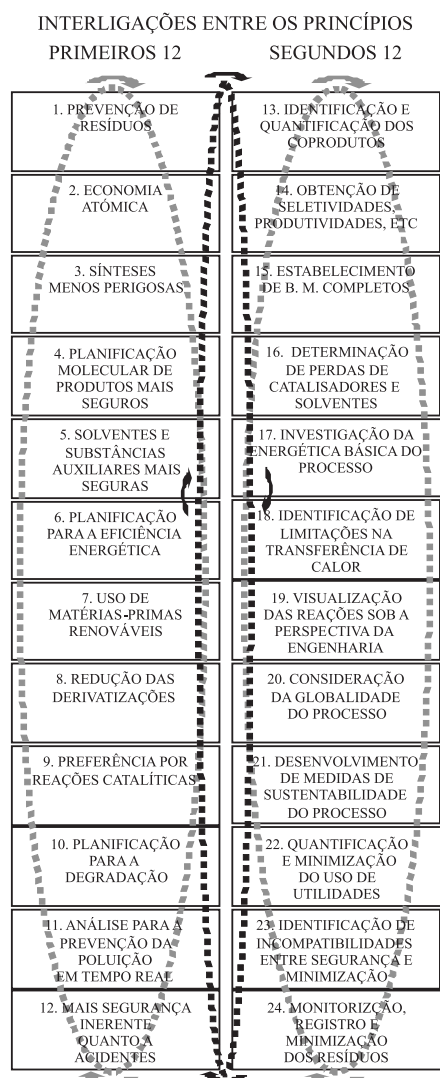 INTERLIGAÇÕES ENTRE OS PRINCÍPIOS
PRIMEIROS 12
SEGUNDOS 12
1. PREVENÇÃO DE
RESÍDUOS
2. ECONOMIA
ATÓMICA
3. SÍNTESES
MENOS PERIGOSAS
4. PLANIFICAÇÃO
MOLECULAR DE
PRODUTOS MAIS
SEGUROS
5. SOLVENTES E
SUBSTÂNCIAS
AUXILIARES MAIS
SEGURAS
6. PLANIFICAÇÃO
PARA A EFICIÊNCIA
ENERGÉTICA
7. USO DE
MATÉRIAS-PRIMAS
RENOVÁVEIS
8. REDUÇÃO DAS
DERIVATIZAÇÕES
9. PREFERÊNCIA POR
REAÇÕES CATALÍTICAS
10. PLANIFICAÇÃO
PARA A
DEGRADAÇÃO
11. ANÁLISE PARA A
PREVENÇÃO DA
POLUIÇÃO
EM TEMPO REAL
12. MAIS SEGURANÇA
INERENTE
QUANTO A
ACIDENTES
13. IDENTIFICAÇÃO E
QUANTIFICAÇÃO DOS
COPRODUTOS
14. OBTENÇÃO DE
SELETIVIDADES,
PRODUTIVIDADES, ETC
15. ESTABELECIMENTO
DE B. M. COMPLETOS
16. DETERMINAÇÃO
DE PERDAS DE
CATALISADORES E
SOLVENTES
17. INVESTIGAÇÃO DA
ENERGÉTICA BÁSICA DO
PROCESSO
18. IDENTIFICAÇÃO DE
LIMITAÇÕES NA
TRANSFERÊNCIA DE
CALOR
19. VISUALIZAÇÃO
DAS REAÇÕES SOB A
PERSPECTIVA DA
ENGENHARIA
20. CONSIDERAÇÃO
DA GLOBALIDADE
DO PROCESSO
21. DESENVOLVIMENTO
DE MEDIDAS DE
SUSTENTABILIDADE
DO PROCESSO
22. QUANTIFICAÇÃO
E MINIMIZAÇÃO
DO USO DE
UTILIDADES
23. IDENTIFICAÇÃO DE
INCOMPATIBILIDADES
ENTRE SEGURANÇA E
MINIMIZAÇÃO
24. MONITORIZÇÃO,
REGISTRO E
MINIMIZAÇÃO
DOS RESÍDUOS